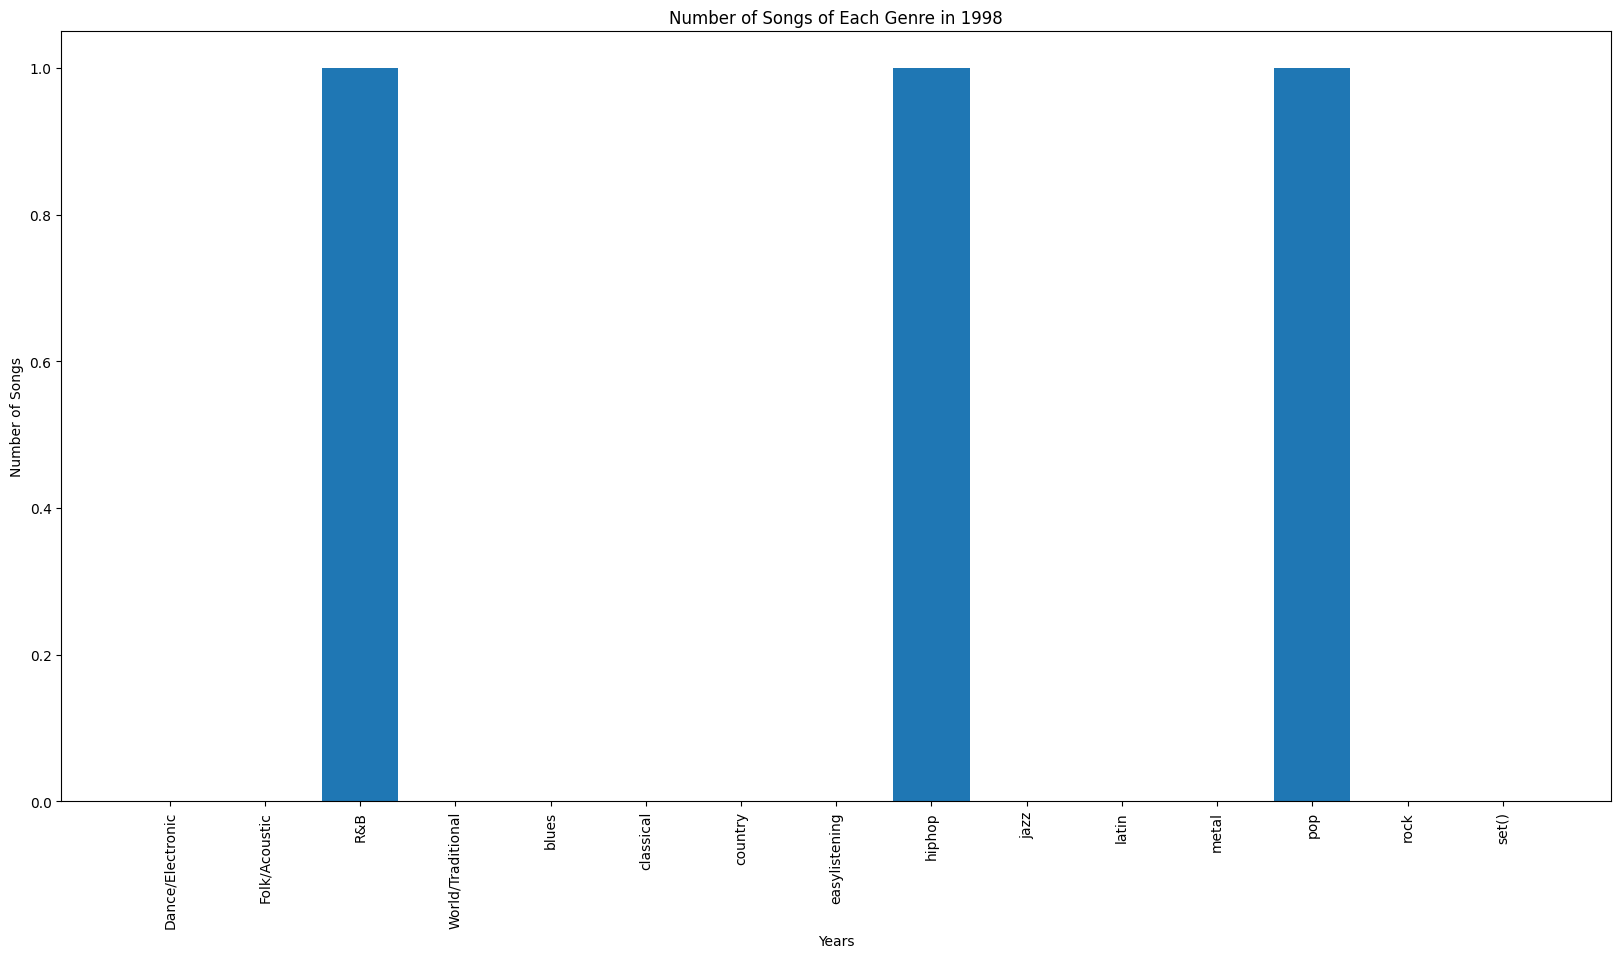 Number of Songs of Each Genre in 1998
Number of Songs
1.0
0.8
0.6
0.4
0.2
0.0
Dance/Electronic
Folk/Acoustic
R&B
World/Traditional
blues
classical
country
easylistening
hiphop
jazz
latin
metal
pop
rock
set()
Years